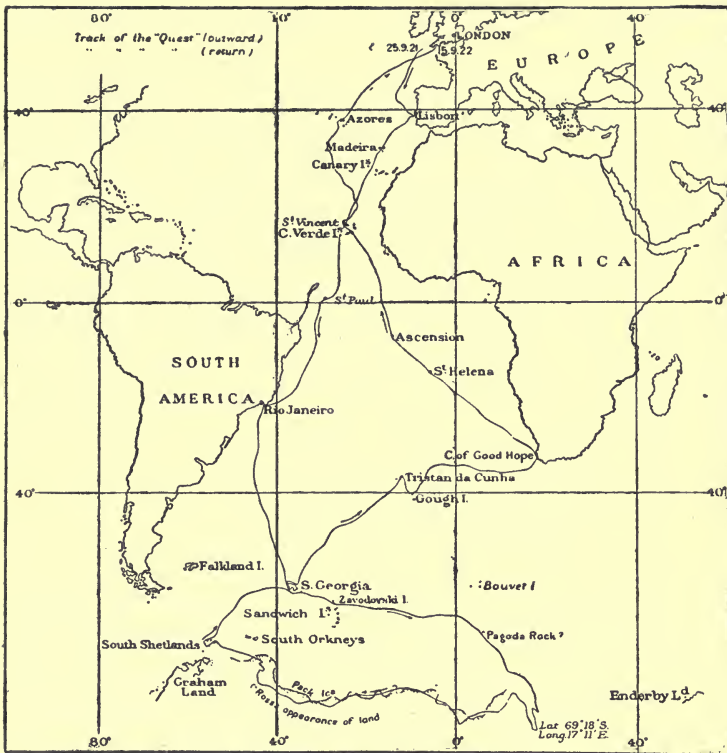 80°
40°
0°
40°
Track of the "Quest" (outward)
" " " " (return)
25.9.21
LONDON
15.9.22
EUROPE
40°
40°
Azores
Lisbon
Madeira
Canary Iˢ
Sᵗ Vincent
C. Verde Iˢ
AFRICA
0°
0°
Sᵗ Paul
Ascension
SOUTH
AMERICA
Sᵗ Helena
Rio Janeiro
C. of Good Hope
Tristan da Cunha
40°
40°
Gough I.
Falkland I.
S. Georgia
Bouvet I
Zavodovski I.
Sandwich Iˢ
Pagoda Rock?
South Shetlands
South Orkneys
Graham
Land
Pack Ice
Ross's appearance of land
Enderby Lᵈ
Lat 69°18'S.
Long. 17°11'E.
80°
40°
0°
40°